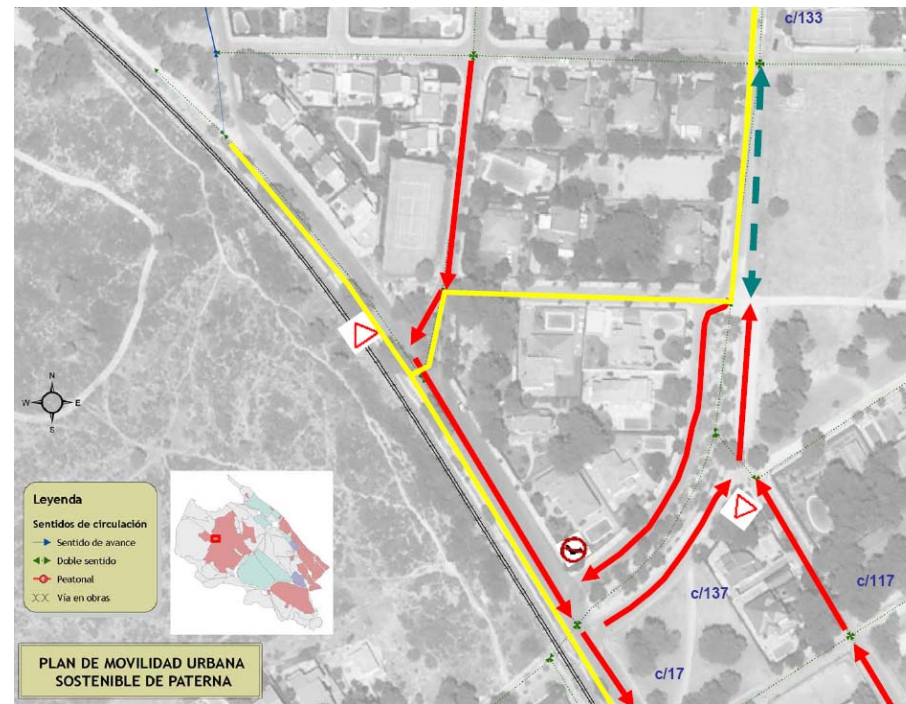 c/133
N
W
E
S
Leyenda
Sentidos de circulación
Sentido de avance
Doble sentido
Peatonal
Vía en obras
c/137
c/117
c/17
PLAN DE MOVILIDAD URBANA
SOSTENIBLE DE PATERNA